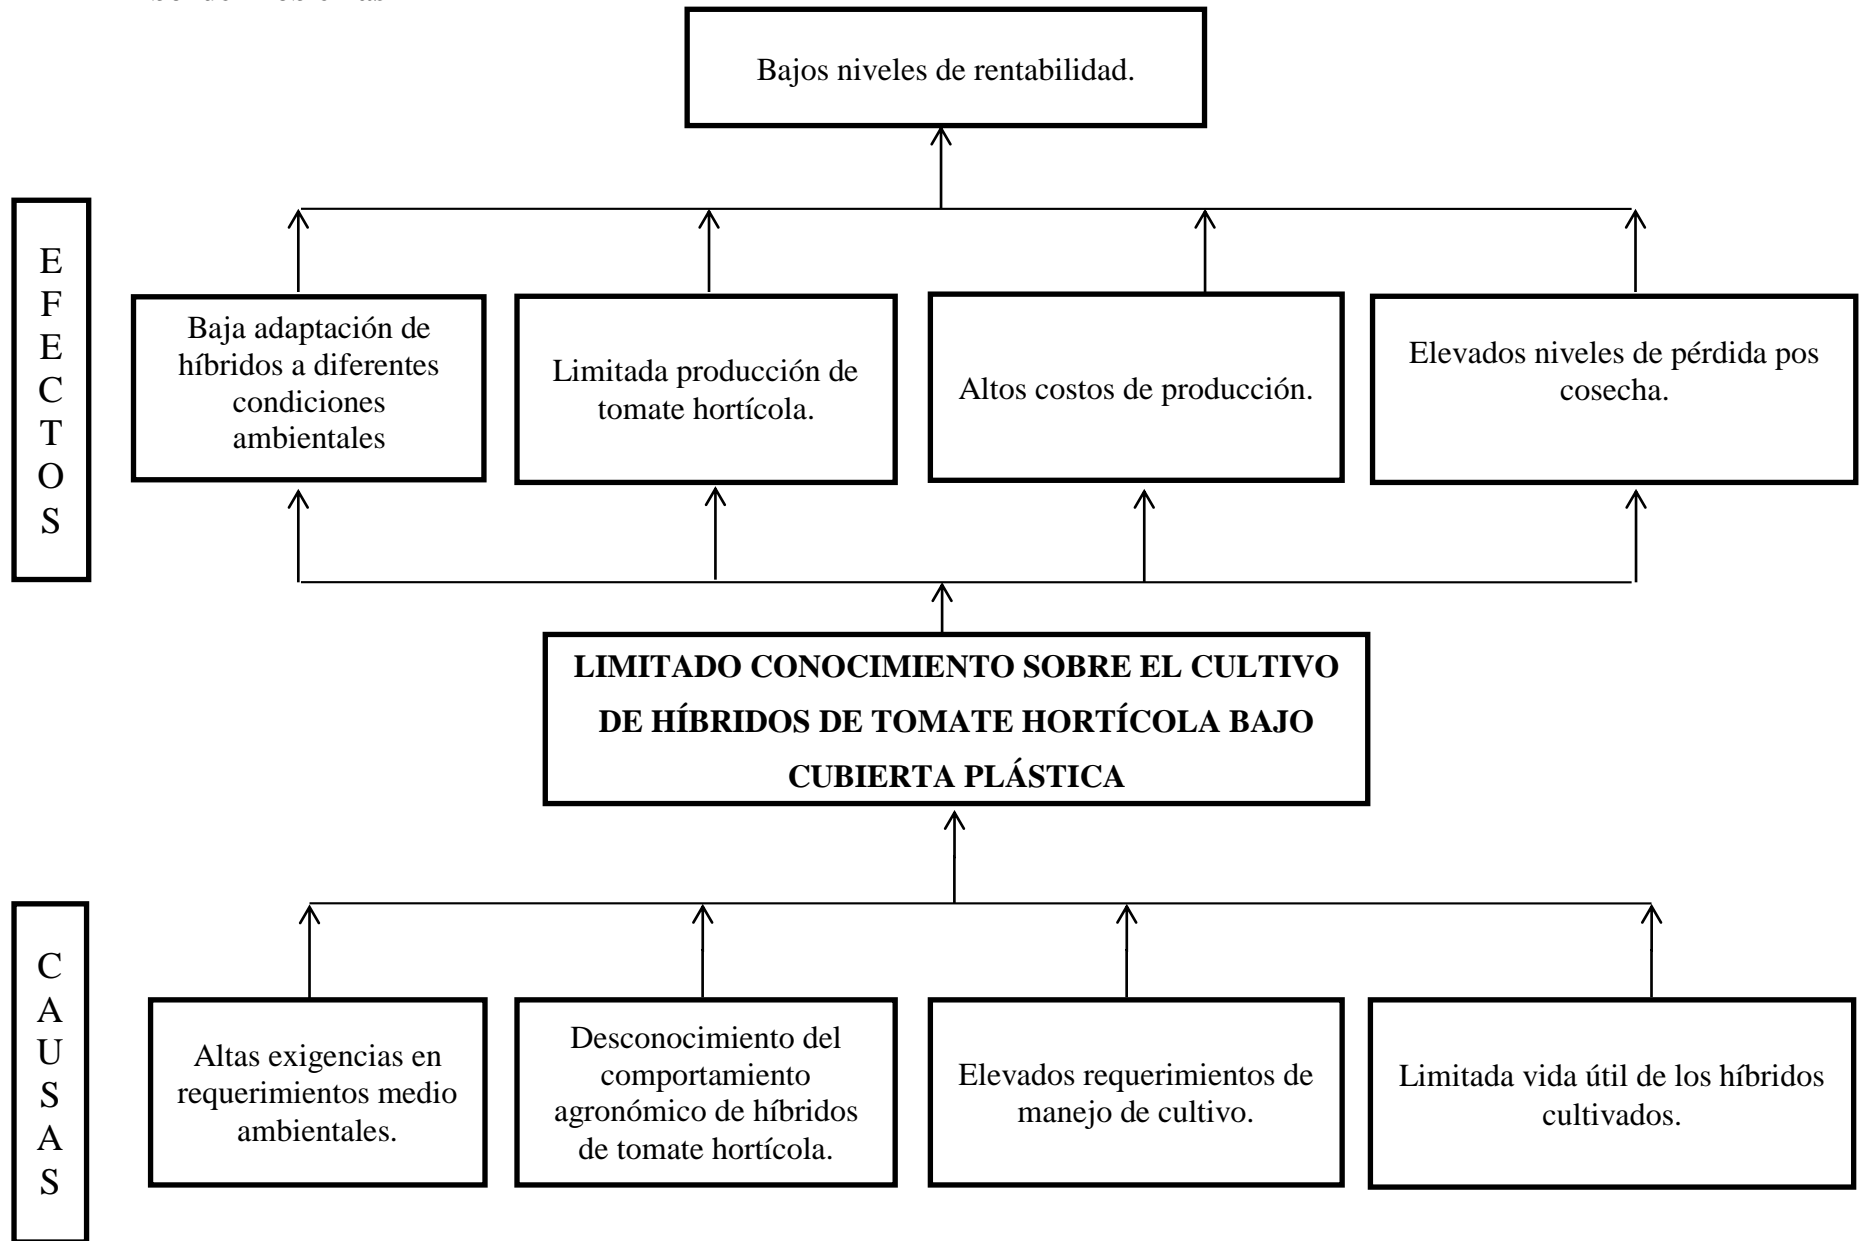 Bajos niveles de rentabilidad.
E
F
E
C
T
O
S
Baja adaptación de
híbridos a diferentes
condiciones
ambientales
Limitada producción de
tomate hortícola.
Altos costos de producción.
Elevados niveles de pérdida pos
cosecha.
LIMITADO CONOCIMIENTO SOBRE EL CULTIVO
DE HÍBRIDOS DE TOMATE HORTÍCOLA BAJO
CUBIERTA PLÁSTICA
C
A
U
S
A
S
Altas exigencias en
requerimientos medio
ambientales.
Desconocimiento del
comportamiento
agronómico de híbridos
de tomate hortícola.
Elevados requerimientos de
manejo de cultivo.
Limitada vida útil de los híbridos
cultivados.